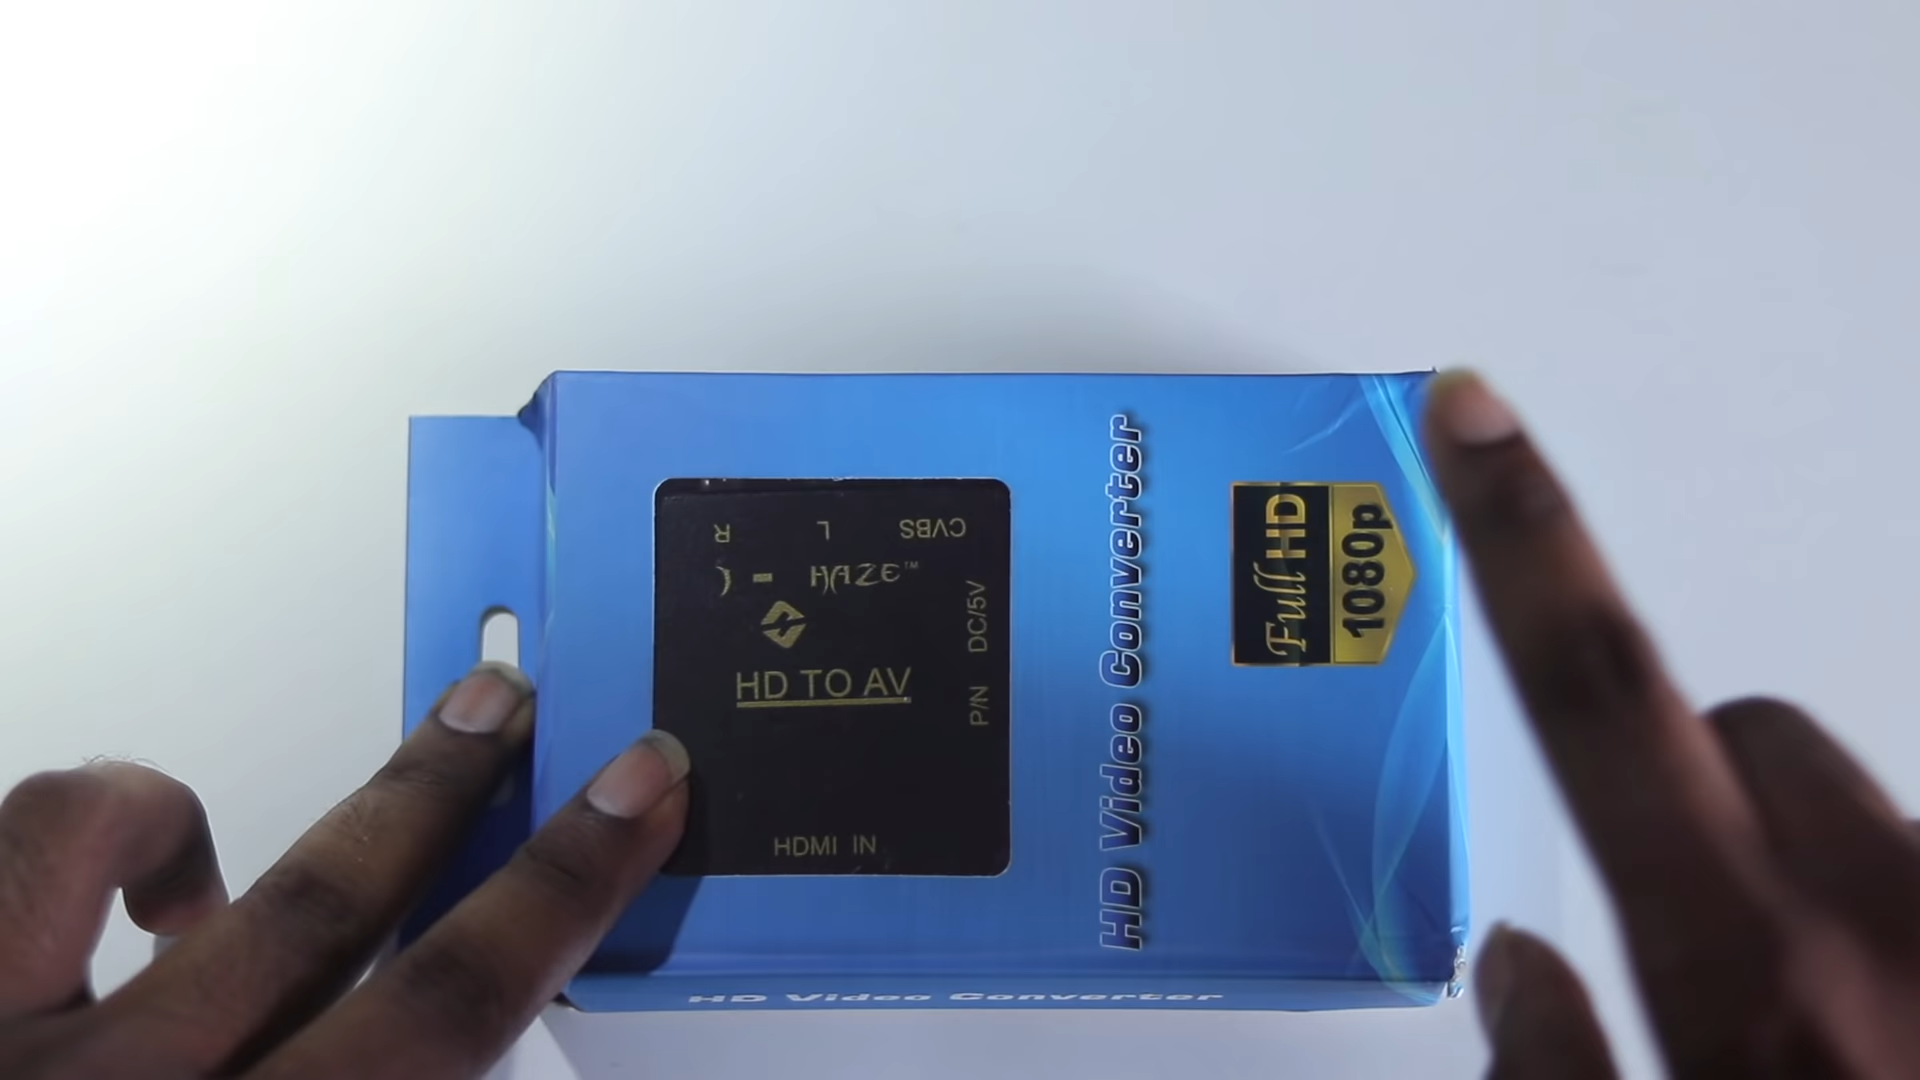 R L CVBS
C - HAZE™
HD TO AV
P/N DC/5V
HDMI IN
HD Video Converter
Full HD
1080p
HD Video Converter